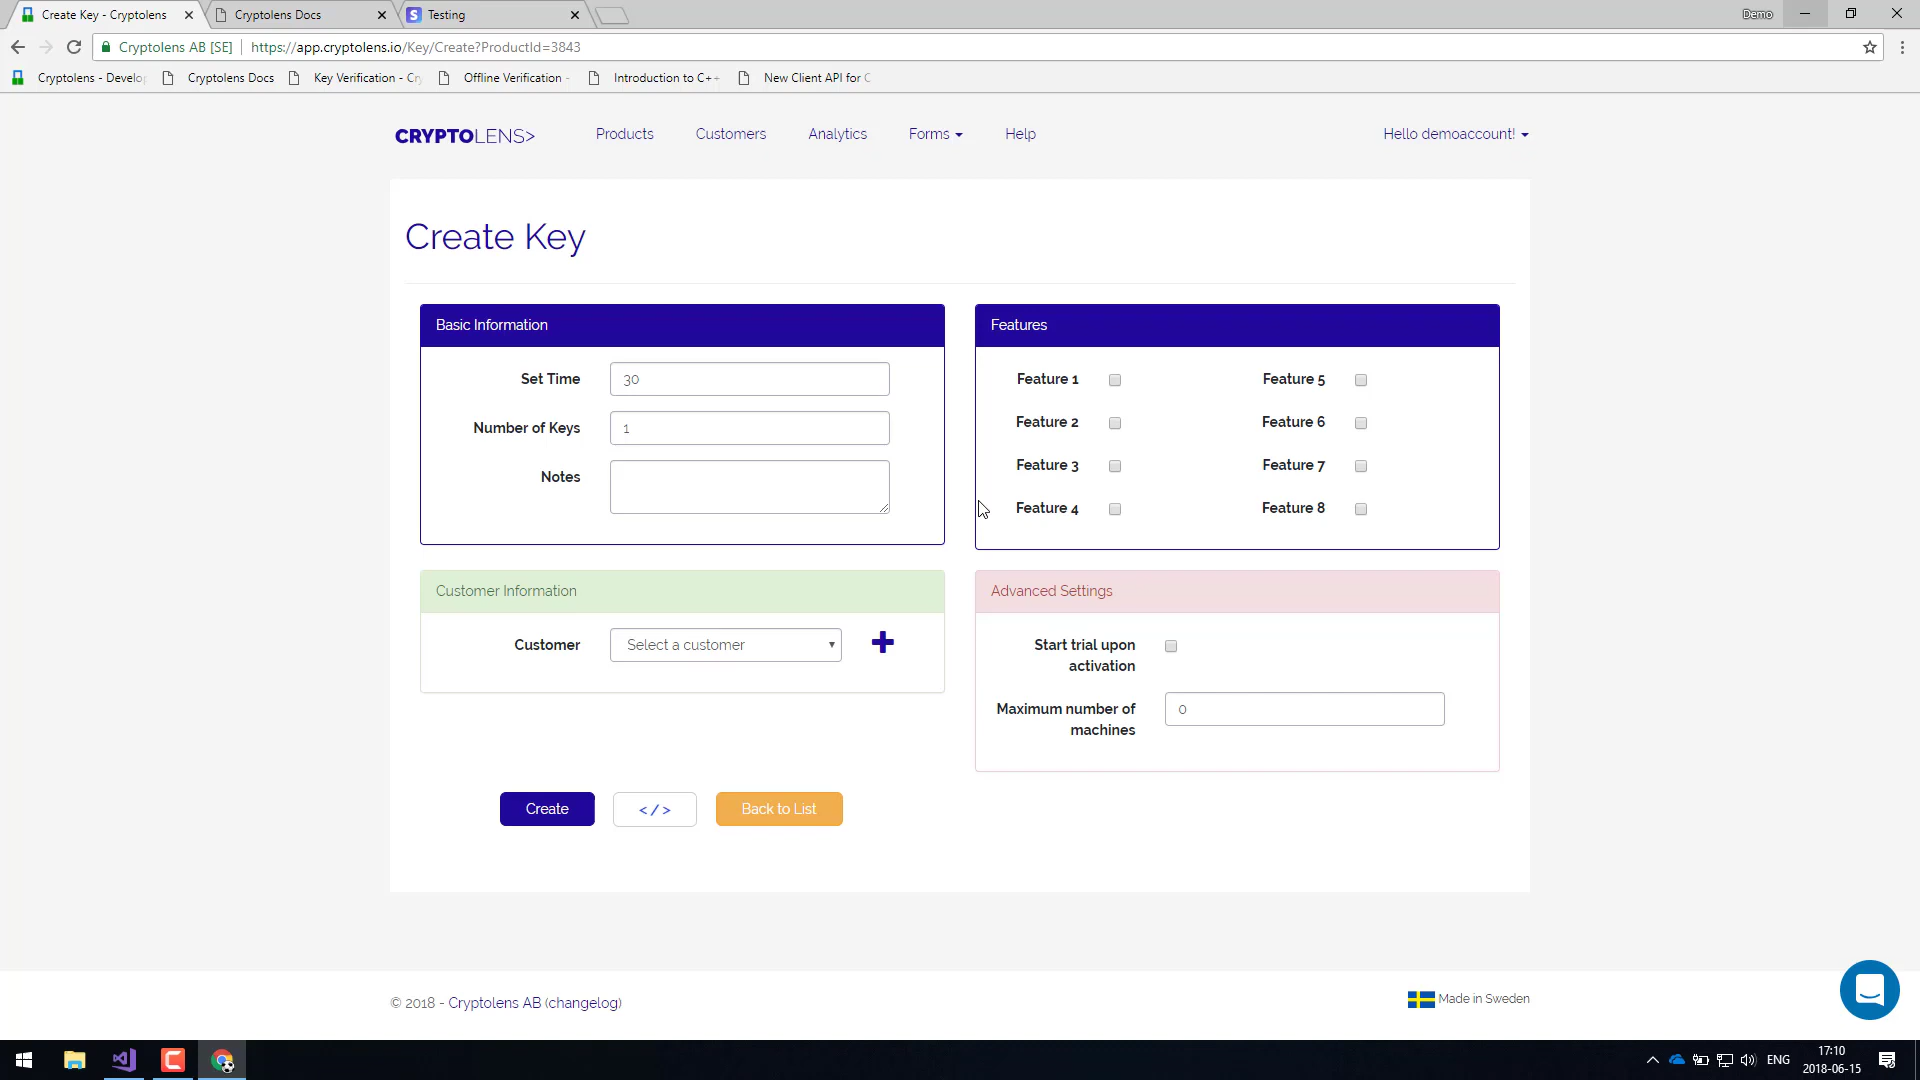 Create Key - Cryptolens
Cryptolens Docs
Testing
Demo
Cryptolens AB [SE]
https://app.cryptolens.io/Key/Create?ProductId=3843
Cryptolens - Develo
Cryptolens Docs
Key Verification - Cry
Offline Verification -
Introduction to C++
New Client API for C
CRYPTOLENS>
Products
Customers
Analytics
Forms
Help
Hello demoaccount!
Create Key
Basic Information
Set Time
30
Number of Keys
1
Notes
Features
Feature 1
Feature 5
Feature 2
Feature 6
Feature 3
Feature 7
Feature 4
Feature 8
Customer Information
Customer
Select a customer
Advanced Settings
Start trial upon
activation
Maximum number of
machines
0
Create
</>
Back to List
© 2018 - Cryptolens AB (changelog)
Made in Sweden
ENG
17:10
2018-06-15